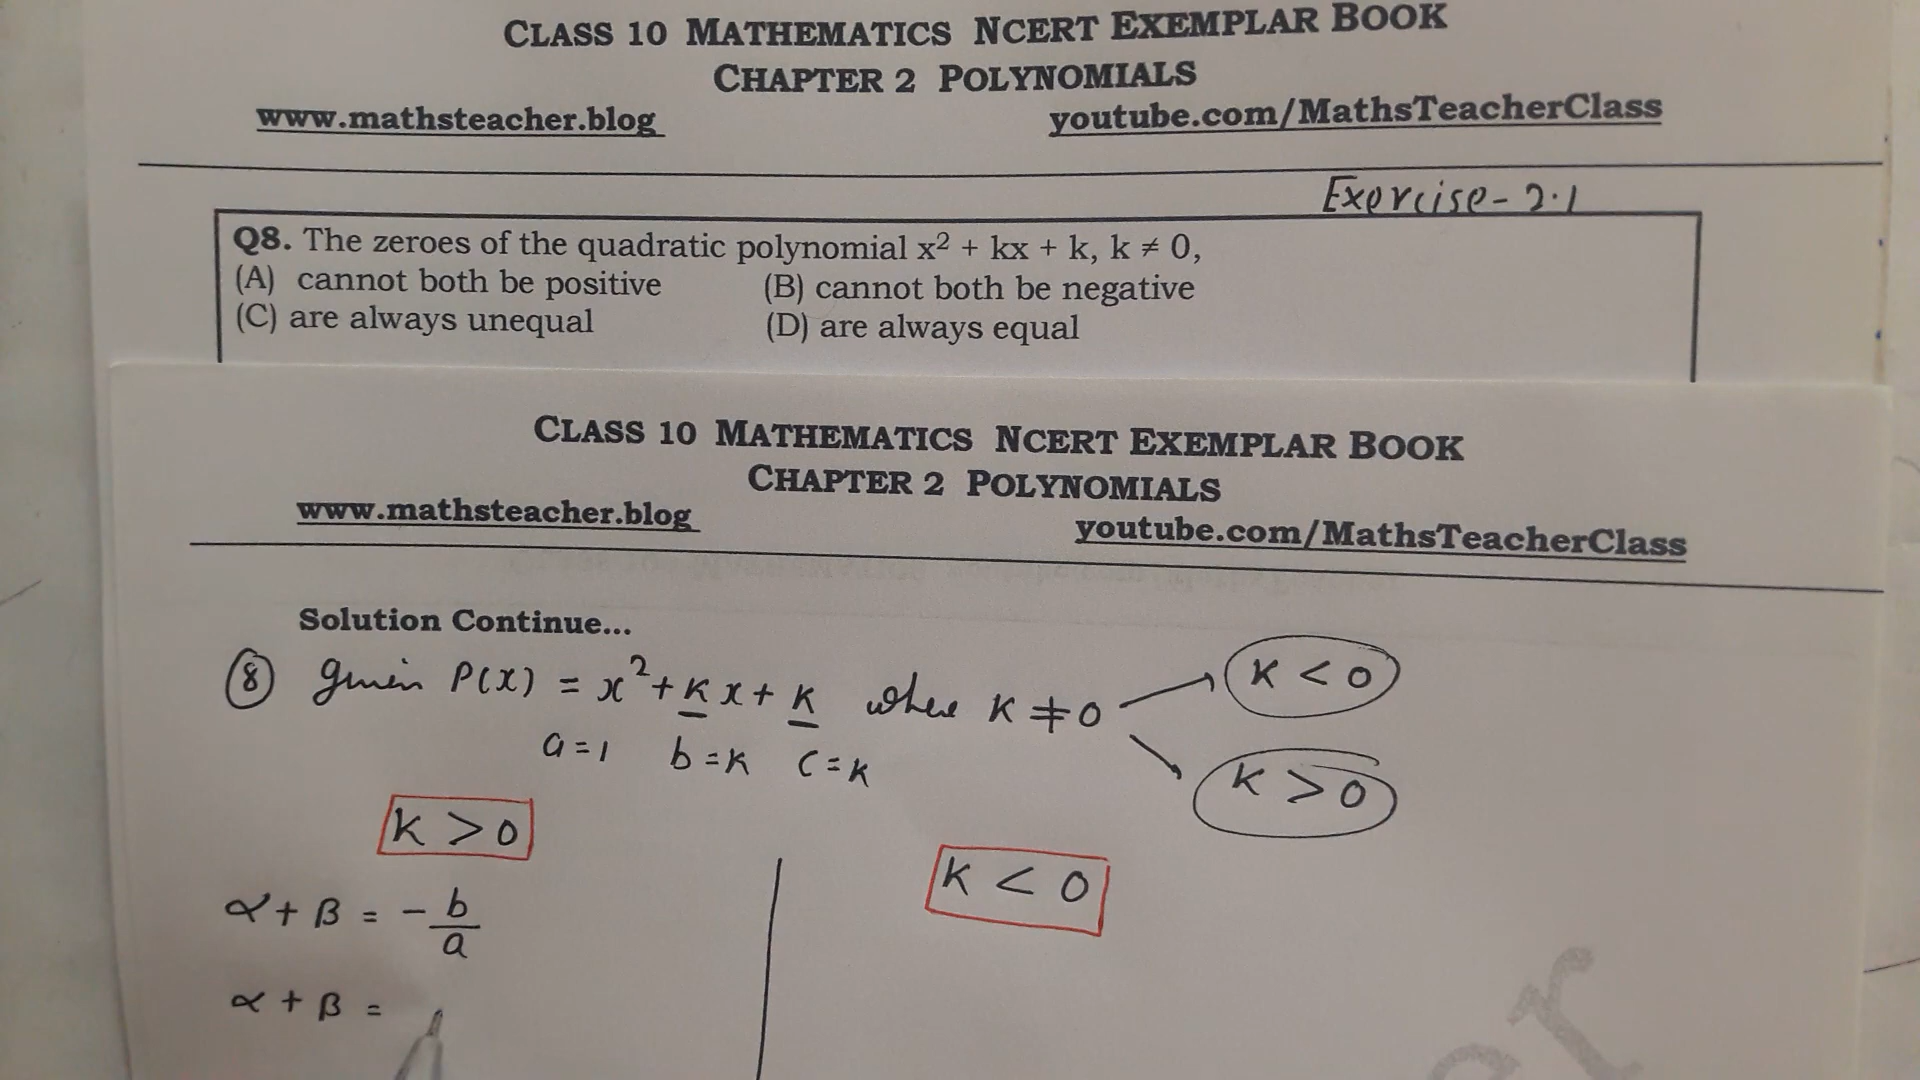 CLASS 10 MATHEMATICS NCERT EXEMPLAR BOOK
CHAPTER 2 POLYNOMIALS
www.mathsteacher.blog youtube.com/MathsTeacherClass
Exercise-2.1
Q8. The zeroes of the quadratic polynomial x² + kx + k, k ≠ 0,
(A) cannot both be positive (B) cannot both be negative
(C) are always unequal (D) are always equal
CLASS 10 MATHEMATICS NCERT EXEMPLAR BOOK
CHAPTER 2 POLYNOMIALS
www.mathsteacher.blog youtube.com/MathsTeacherClass
Solution Continue...
K < 0
⑧ given P(x) = x² + Kx + K where K ≠ 0
K > 0
a = 1 b = K c = K
K > 0 K < 0
α + β = - b/a
α + β =
er